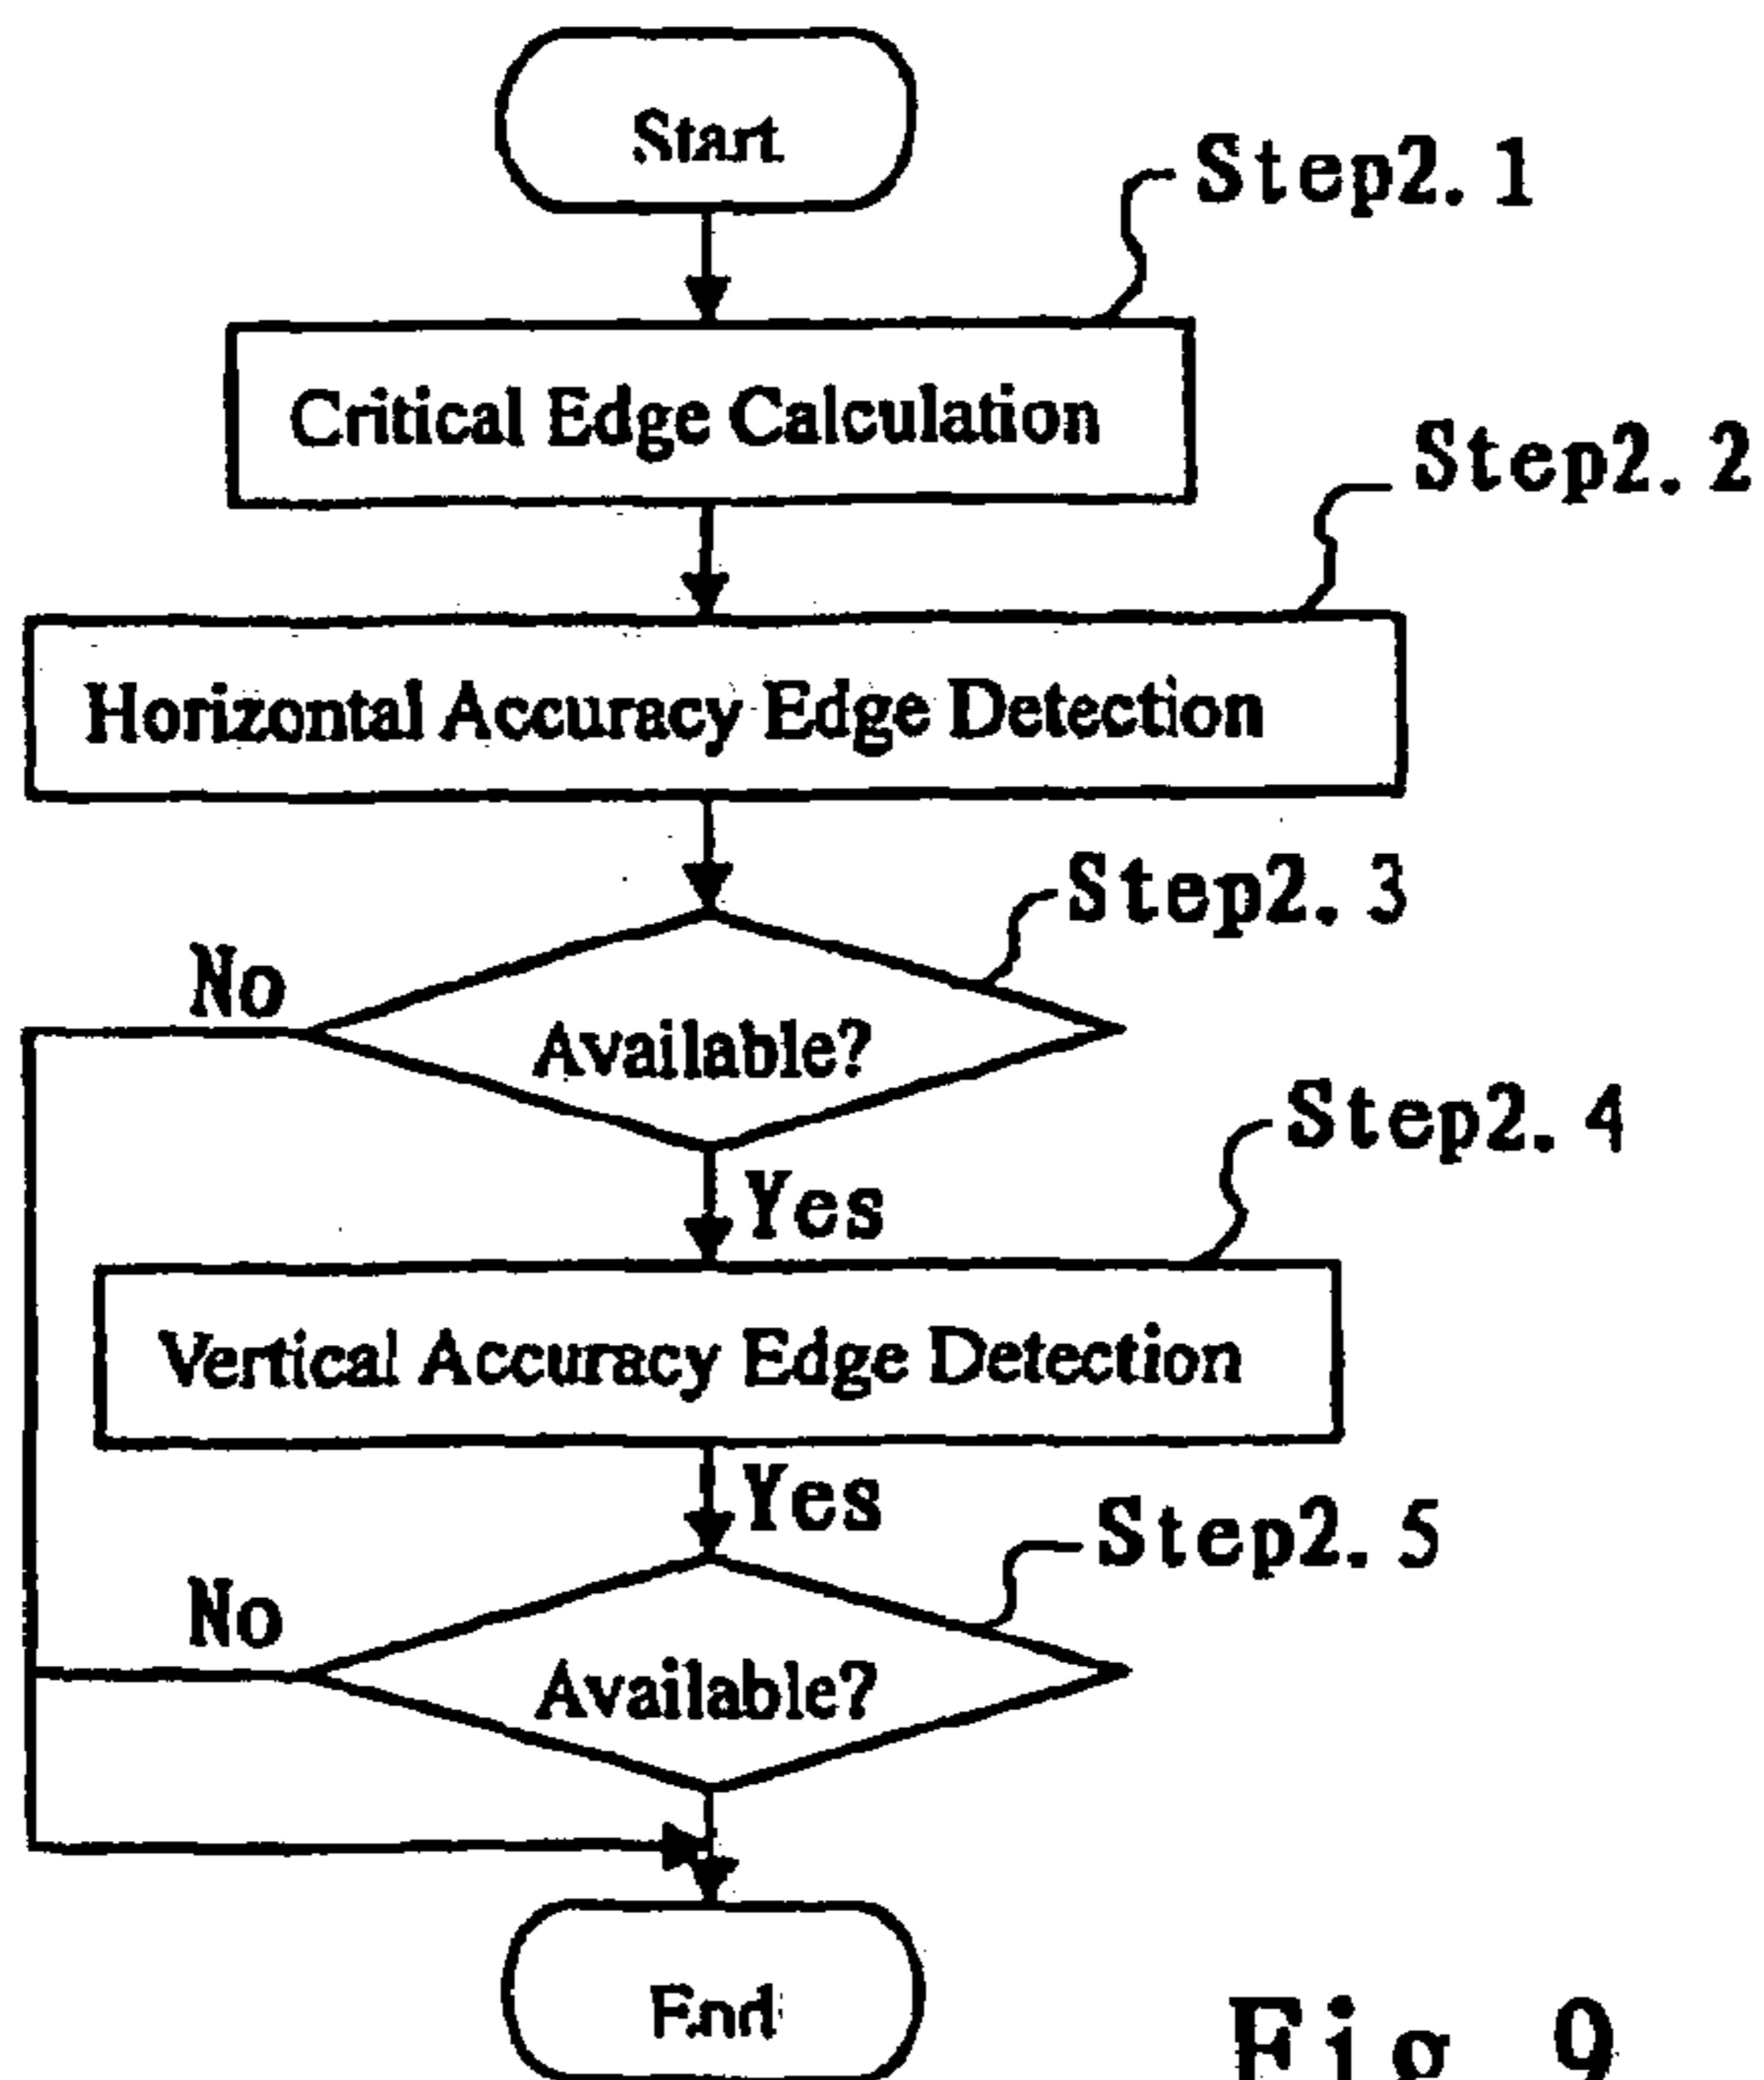 Start
Step2. 1
Critical Edge Calculation
Step2. 2
Horizontal Accuracy Edge Detection
Step2. 3
No
Available?
Step2. 4
Yes
Vertical Accuracy Edge Detection
Yes
Step2. 5
No
Available?
End
Fig 9